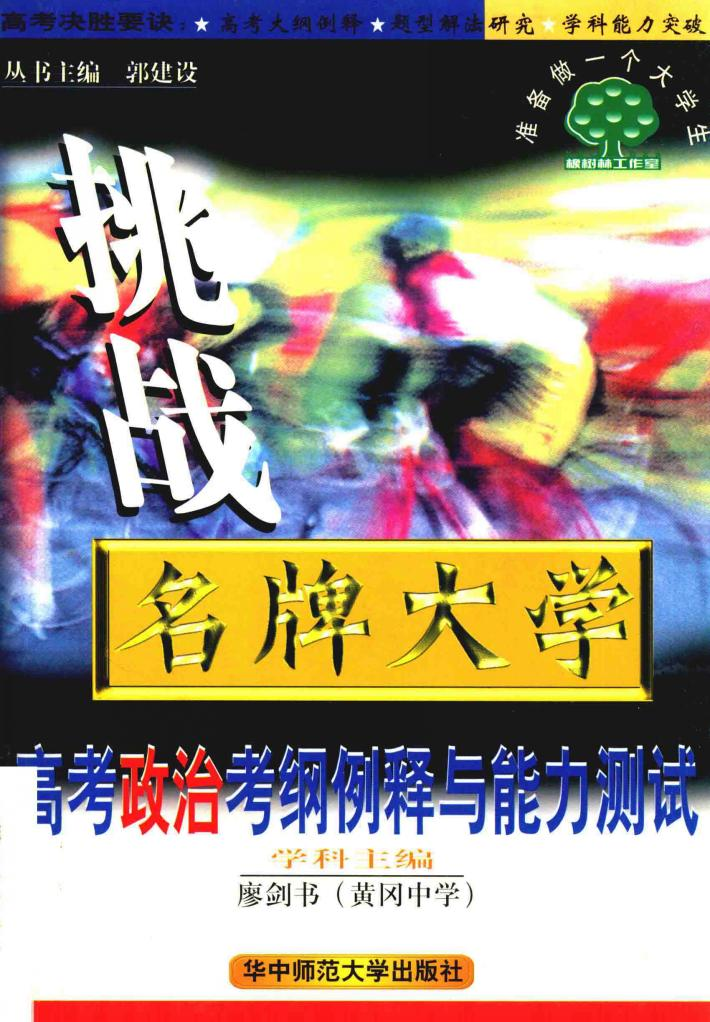 高考决胜要诀：★高考大纲例释★题型解法研究★学科能力突破
丛书主编 郭建设
准备做一个大学生
橡树林工作室
挑战
名牌大学
高考政治考纲例释与能力测试
学科主编
廖剑书（黄冈中学）
华中师范大学出版社